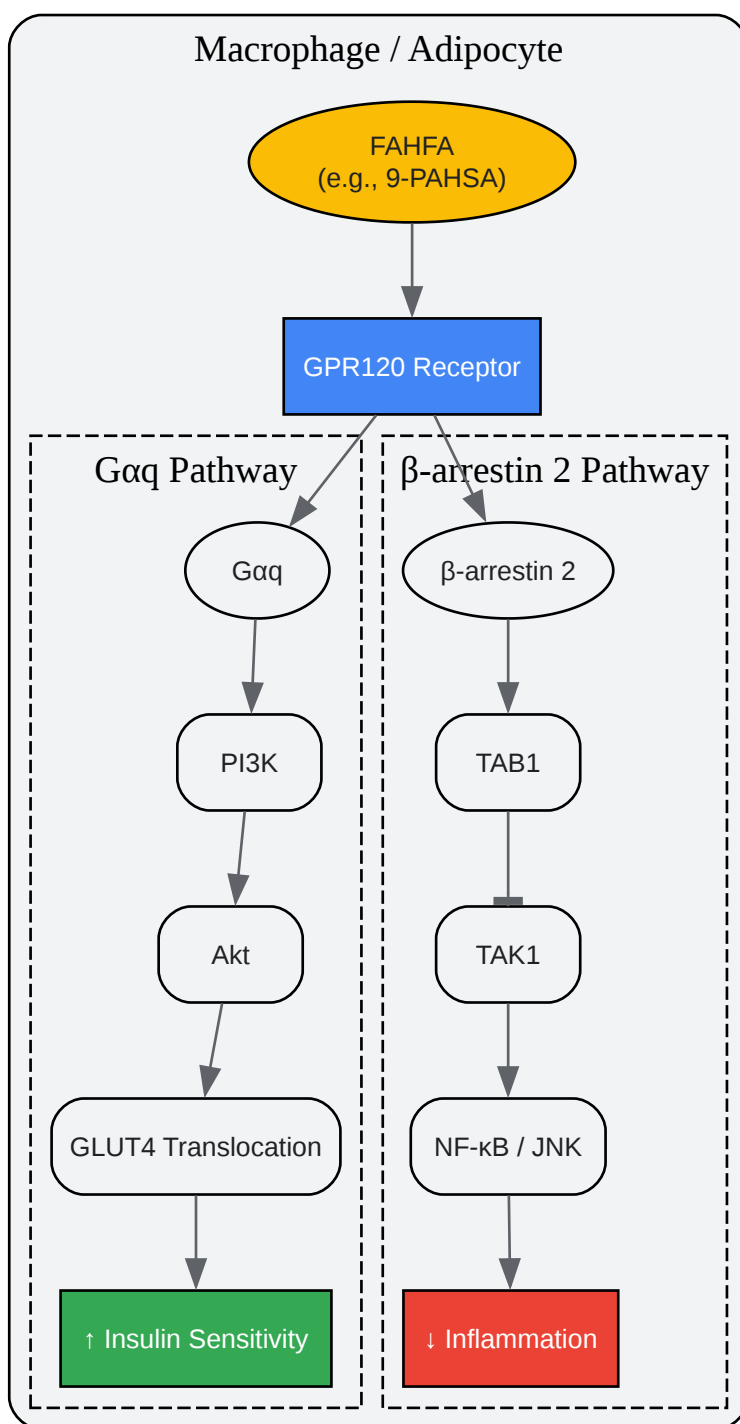 Macrophage / Adipocyte
FAHFA
(e.g., 9-PAHSA)
GPR120 Receptor
Gαq Pathway
β-arrestin 2 Pathway
Gαq
β-arrestin 2
PI3K
TAB1
Akt
TAK1
GLUT4 Translocation
NF-κB / JNK
↑ Insulin Sensitivity
↓ Inflammation